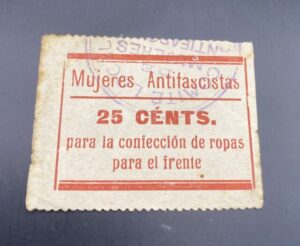 Mujeres Antifascistas
25 CÉNTS.
para la confección de ropas
para el frente